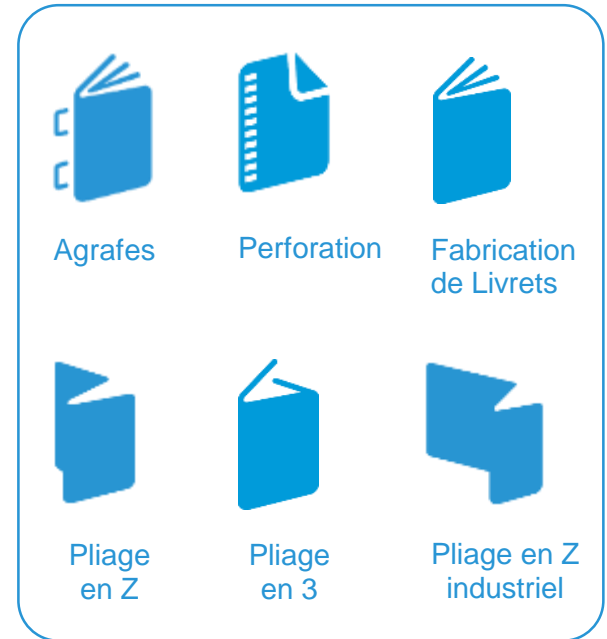 Agrafes
Perforation
Fabrication
de Livrets
Pliage
en Z
Pliage
en 3
Pliage en Z
industriel